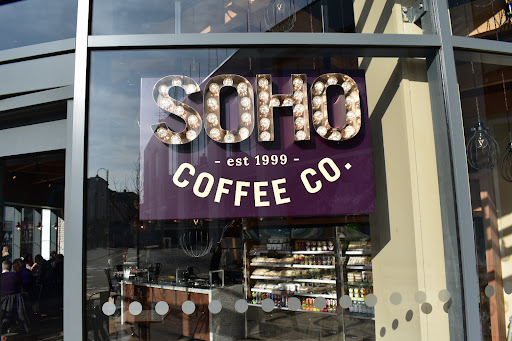 SOHO
- est 1999 -
COFFEE CO.